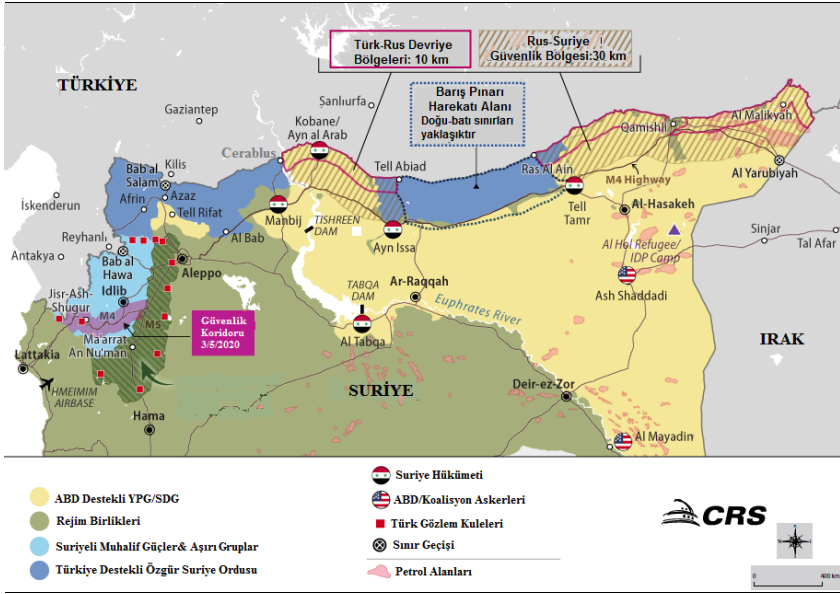 Türk-Rus Devriye
Bölgeleri: 10 km
Rus-Suriye
Güvenlik Bölgesi:30 km
TÜRKİYE
Barış Pınarı
Harekatı Alanı
Doğu-batı sınırları
yaklaşıktır
Gaziantep
Şanlıurfa
Kobane/
Ayn al Arab
Al Malikyah
Qamishli
Cerablus
Kilis
Bab al
Salam
Azaz
Afrin
Tell Rifat
Tell Abiad
Ras Al Ain
M4 Highway
Al Yarubiyah
İskenderun
Manbij
TISHREEN
DAM
Tell
Tamr
Al-Hasakeh
Reyhanlı
Antakya
Al Bab
Ayn Issa
Sinjar
Tal Afar
Al Hol Refugee/
IDP Camp
Bab al
Hawa
Aleppo
Idlib
Jisr-Ash-
Shugur
TABQA
DAM
Ar-Raqqah
Ash Shaddadi
Euphrates River
M4
M5
Güvenlik
Koridoru
3/5/2020
Al Tabqa
IRAK
Ma'arrat
An Nu'man
Lattakia
HMEIMIM
AIRBASE
SURİYE
Deir-ez-Zor
Hama
Al Mayadin
ABD Destekli YPG/SDG
Rejim Birlikleri
Suriyeli Muhalif Güçler& Aşırı Gruplar
Türkiye Destekli Özgür Suriye Ordusu
Suriye Hükümeti
ABD/Koalisyon Askerleri
Türk Gözlem Kuleleri
Sınır Geçişi
Petrol Alanları
CRS
0 400 km